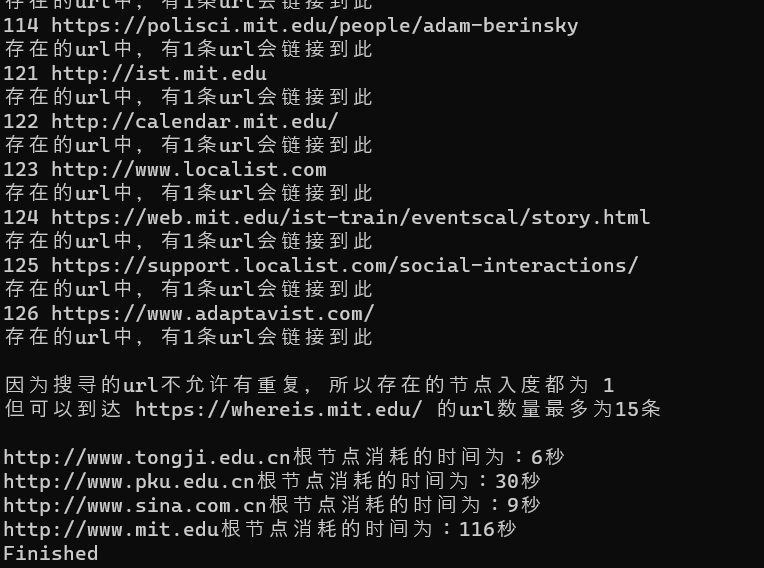 存在的url中，有1条url会链接到此
114 https://polisci.mit.edu/people/adam-berinsky
存在的url中，有1条url会链接到此
121 http://ist.mit.edu
存在的url中，有1条url会链接到此
122 http://calendar.mit.edu/
存在的url中，有1条url会链接到此
123 http://www.localist.com
存在的url中，有1条url会链接到此
124 https://web.mit.edu/ist-train/eventscal/story.html
存在的url中，有1条url会链接到此
125 https://support.localist.com/social-interactions/
存在的url中，有1条url会链接到此
126 https://www.adaptavist.com/
存在的url中，有1条url会链接到此
因为搜寻的url不允许有重复，所以存在的节点入度都为 1
但可以到达 https://whereis.mit.edu/ 的url数量最多为15条
http://www.tongji.edu.cn根节点消耗的时间为：6秒
http://www.pku.edu.cn根节点消耗的时间为：30秒
http://www.sina.com.cn根节点消耗的时间为：9秒
http://www.mit.edu根节点消耗的时间为：116秒
Finished